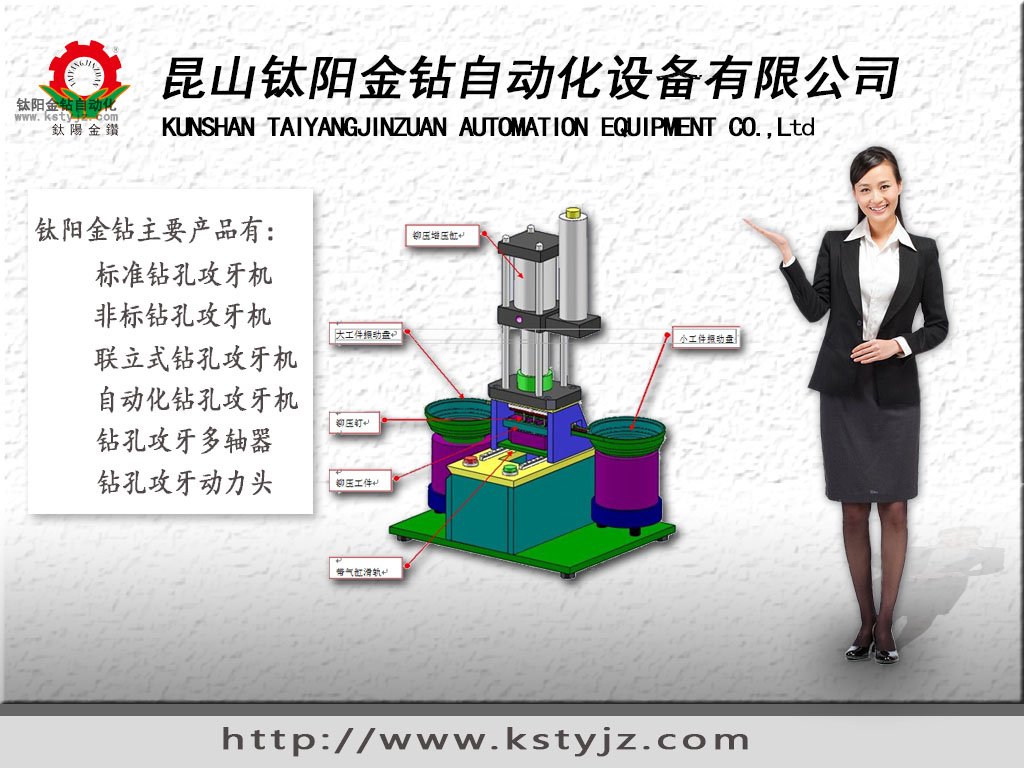 昆山钛阳金钻自动化设备有限公司
KUNSHAN TAIYANGJINZUAN AUTOMATION EQUIPMENT CO.,Ltd
TAIYANGJINZUAN
®
钛阳金钻自动化
www.kstyjz.com
鈦陽金鑽
钛阳金钻主要产品有：
标准钻孔攻牙机
非标钻孔攻牙机
联立式钻孔攻牙机
自动化钻孔攻牙机
钻孔攻牙多轴器
钻孔攻牙动力头
铆压增压缸
大工件振动盘
小工件振动盘
铆压钉
铆压工件
带气缸滑轨
http://www.kstyjz.com